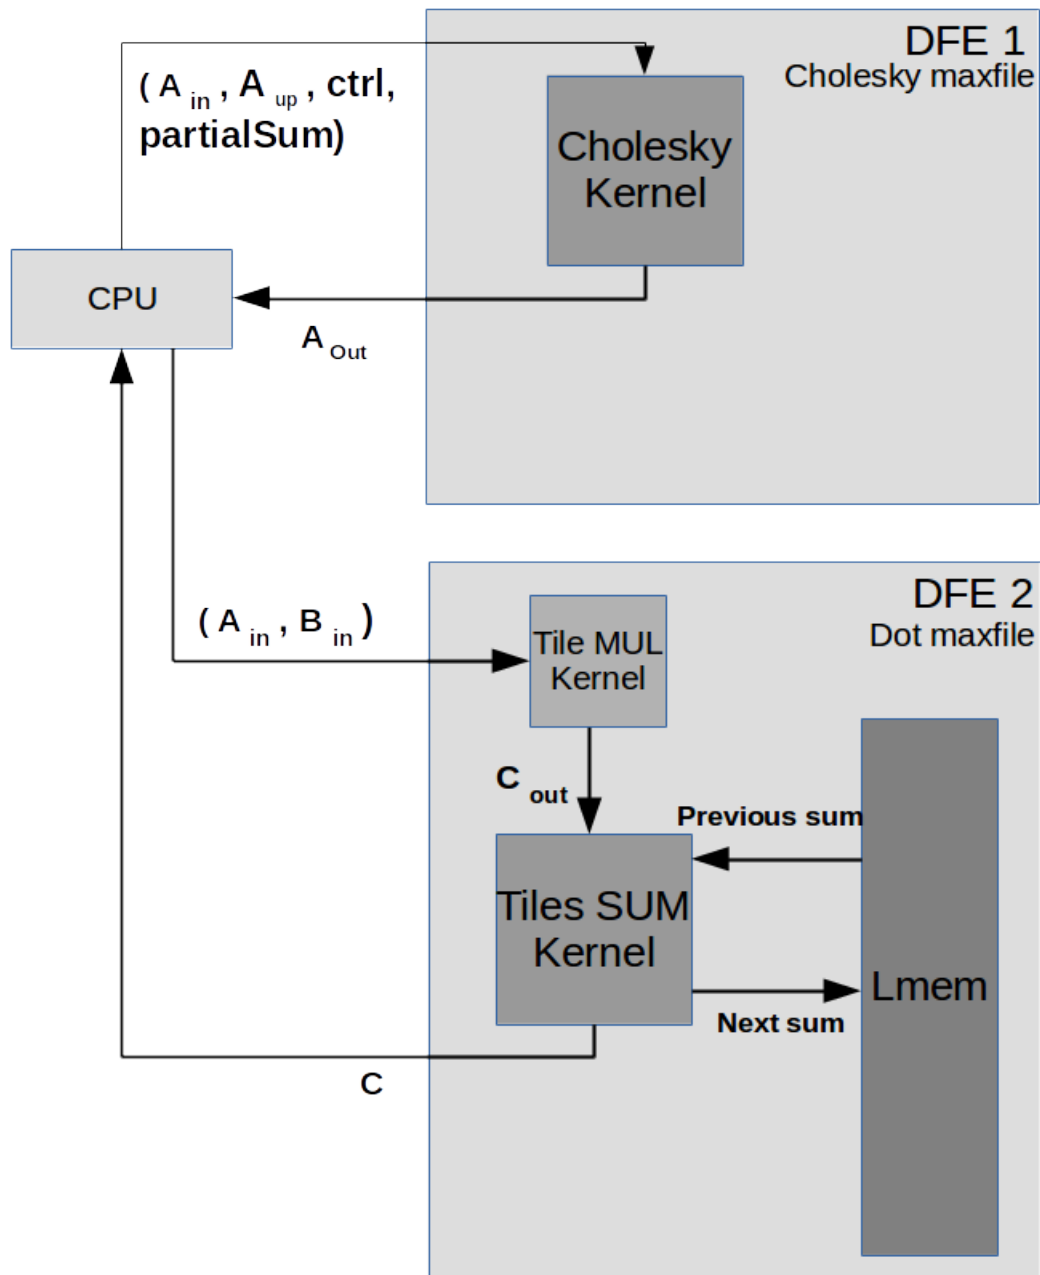 DFE 1
Cholesky maxfile
( A in , A up , ctrl,
partialSum)
Cholesky
Kernel
CPU
A Out
DFE 2
Dot maxfile
( A in , B in )
Tile MUL
Kernel
C out
Previous sum
Tiles SUM
Kernel
Lmem
Next sum
C